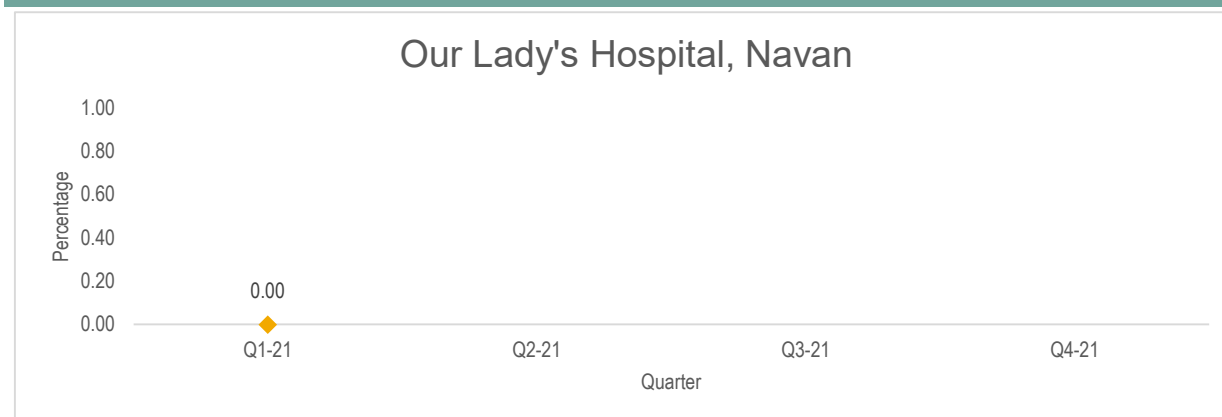 Our Lady's Hospital, Navan
1.00
0.80
0.60
0.40
0.20
0.00
Percentage
0.00
Q1-21 Q2-21 Q3-21 Q4-21
Quarter